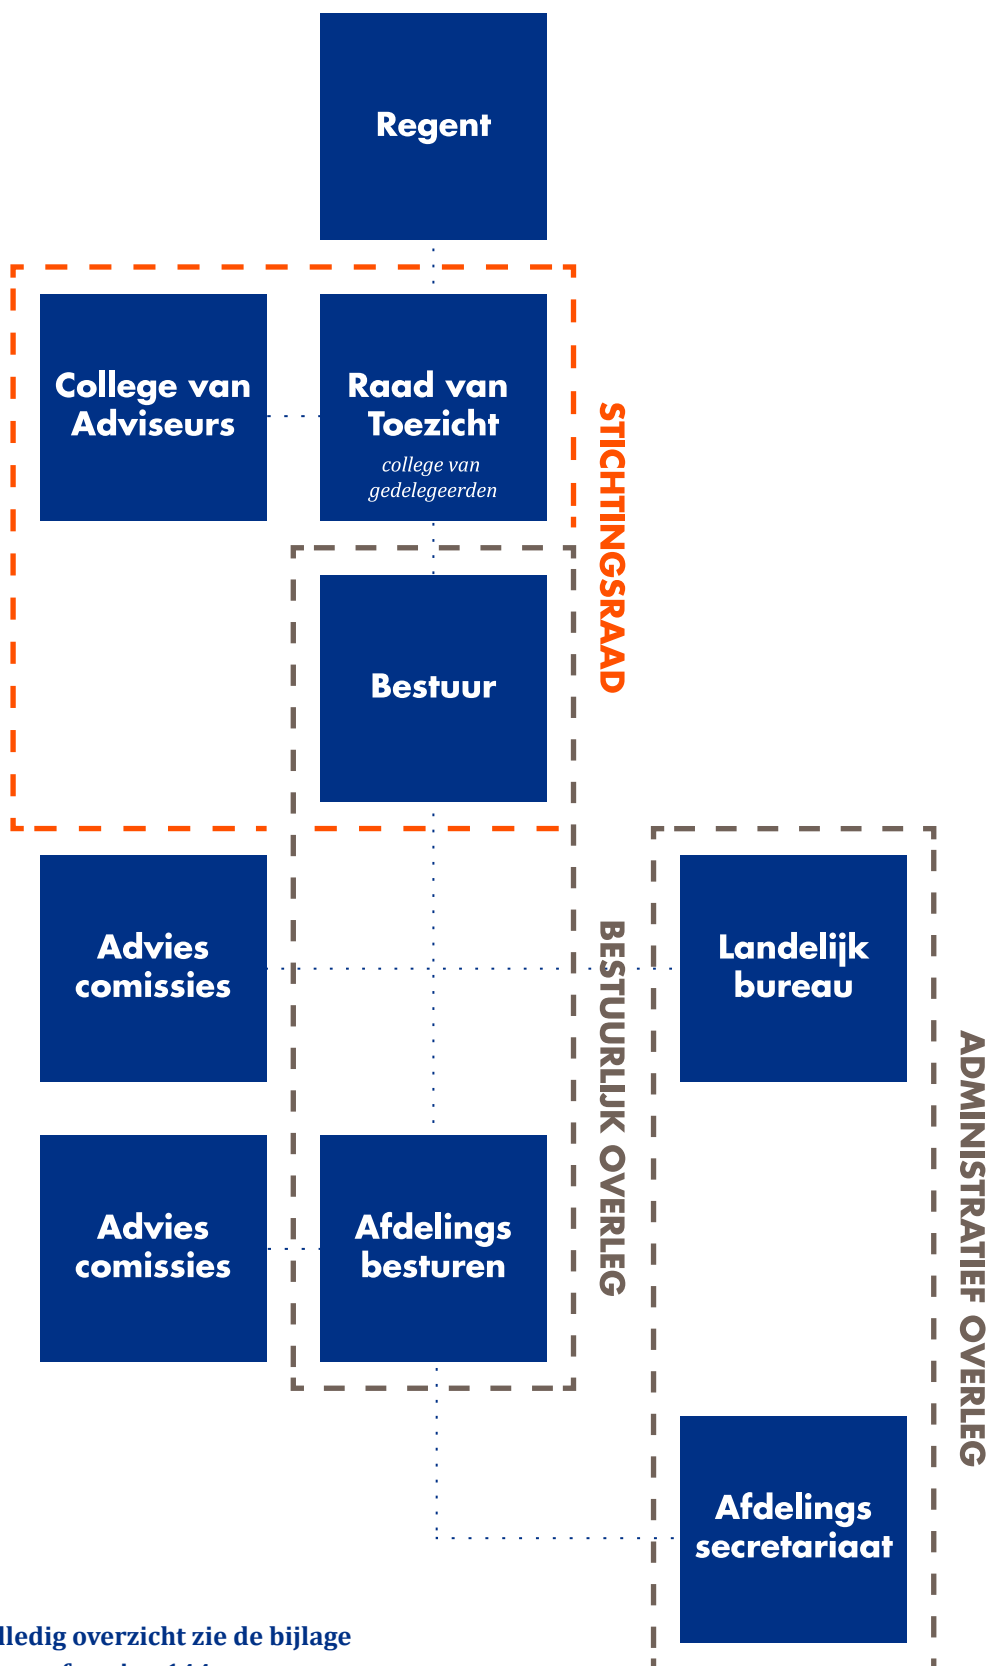 Regent
College van
Adviseurs
Raad van
Toezicht
college van
gedelegeerden
STICHTINGSRAAD
Bestuur
Advies
comissies
Landelijk
bureau
BESTUURLIJK OVERLEG
ADMINISTRATIEF OVERLEG
Advies
comissies
Afdelings
besturen
Afdelings
secretariaat
lledig overzicht zie de bijlage